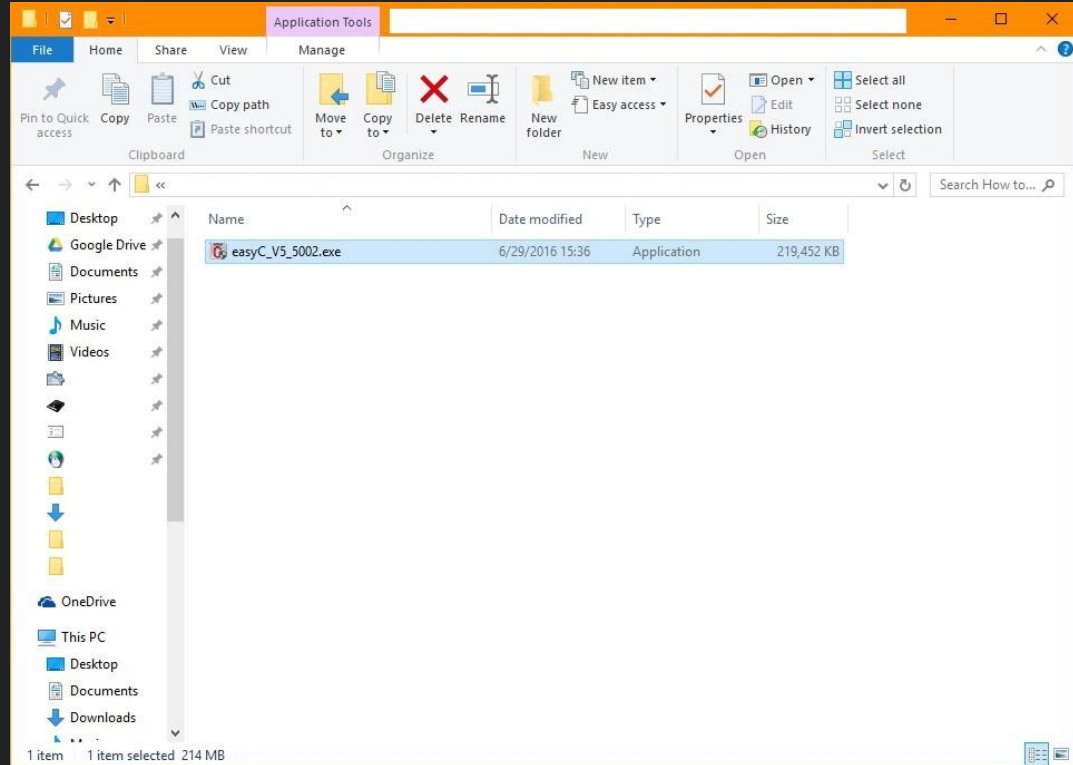 Application Tools
File Home Share View Manage
Pin to Quick access
Copy
Paste
Cut
Copy path
Paste shortcut
Clipboard
Move to
Copy to
Delete
Rename
Organize
New folder
New item
Easy access
New
Properties
Open
Edit
History
Open
Select all
Select none
Invert selection
Select
«
Search How to...
Name Date modified Type Size
easyC_V5_5002.exe 6/29/2016 15:36 Application 219,452 KB
Desktop
Google Drive
Documents
Pictures
Music
Videos
OneDrive
This PC
Desktop
Documents
Downloads
1 item 1 item selected 214 MB